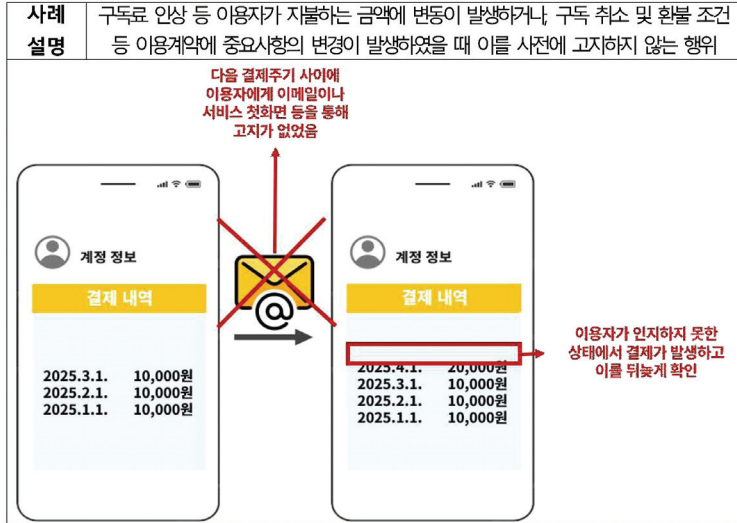 사례 설명
구독료 인상 등 이용자가 지불하는 금액에 변동이 발생하거나, 구독 취소 및 환불 조건
등 이용계약에 중요사항의 변경이 발생하였을 때 이를 사전에 고지하지 않는 행위
다음 결제주기 사이에
이용자에게 이메일이나
서비스 첫화면 등을 통해
고지가 없었음
계정 정보
결제 내역
2025.3.1. 10,000원
2025.2.1. 10,000원
2025.1.1. 10,000원
@
계정 정보
결제 내역
2025.4.1. 20,000원
2025.3.1. 10,000원
2025.2.1. 10,000원
2025.1.1. 10,000원
이용자가 인지하지 못한
상태에서 결제가 발생하고
이를 뒤늦게 확인